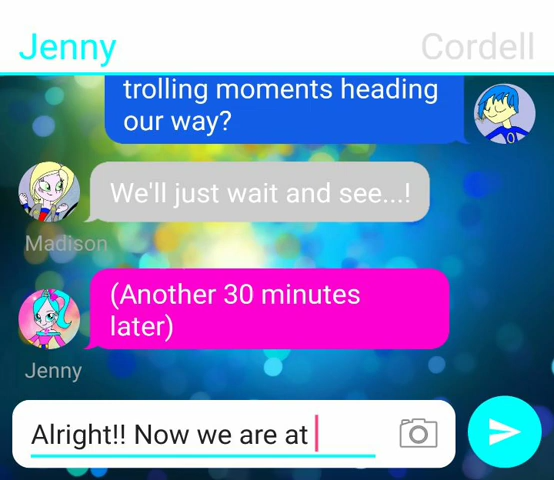 Jenny
Cordell
trolling moments heading
our way?
We'll just wait and see...!
Madison
(Another 30 minutes
later)
Jenny
Alright!! Now we are at